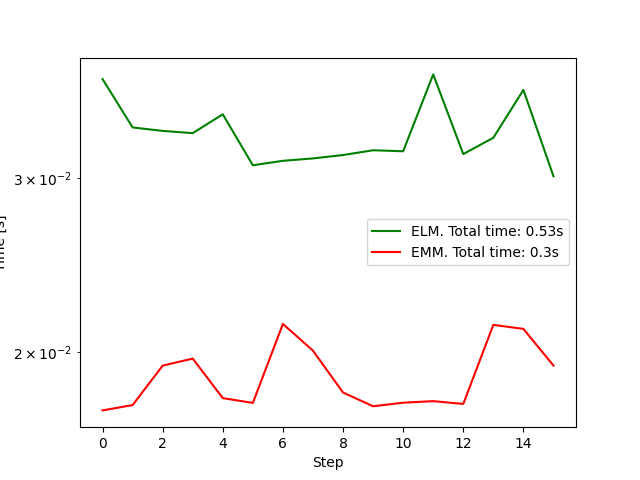 3 × 10⁻²
2 × 10⁻²
Time [s]
ELM. Total time: 0.53s
EMM. Total time: 0.3s
0 2 4 6 8 10 12 14
Step